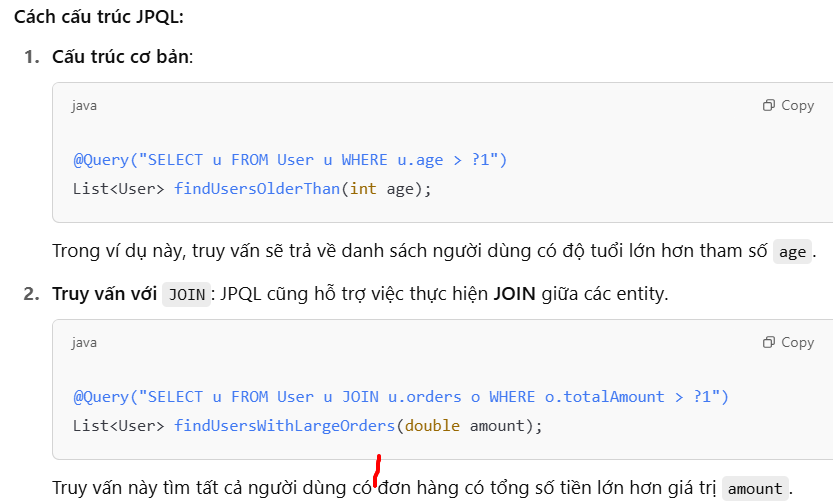 Cách cấu trúc JPQL:
1. Cấu trúc cơ bản:
java
Copy
@Query("SELECT u FROM User u WHERE u.age > ?1")
List<User> findUsersOlderThan(int age);
Trong ví dụ này, truy vấn sẽ trả về danh sách người dùng có độ tuổi lớn hơn tham số age.
2. Truy vấn với JOIN: JPQL cũng hỗ trợ việc thực hiện JOIN giữa các entity.
java
Copy
@Query("SELECT u FROM User u JOIN u.orders o WHERE o.totalAmount > ?1")
List<User> findUsersWithLargeOrders(double amount);
Truy vấn này tìm tất cả người dùng có đơn hàng có tổng số tiền lớn hơn giá trị amount.